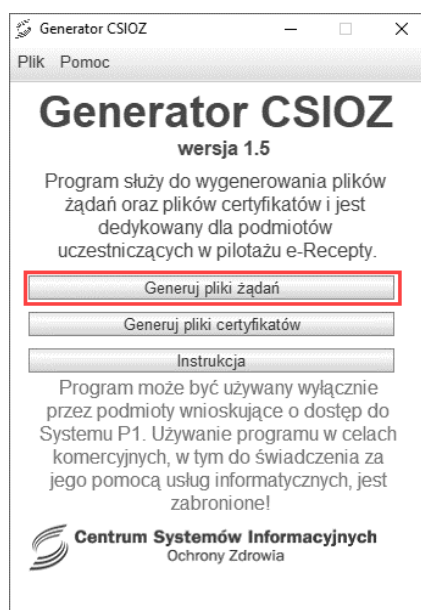 Generator CSIOZ
Plik Pomoc
Generator CSIOZ
wersja 1.5
Program służy do wygenerowania plików
żądań oraz plików certyfikatów i jest
dedykowany dla podmiotów
uczestniczących w pilotażu e-Recepty.
Generuj pliki żądań
Generuj pliki certyfikatów
Instrukcja
Program może być używany wyłącznie
przez podmioty wnioskujące o dostęp do
Systemu P1. Używanie programu w celach
komercyjnych, w tym do świadczenia za
jego pomocą usług informatycznych, jest
zabronione!
Centrum Systemów Informacyjnych
Ochrony Zdrowia